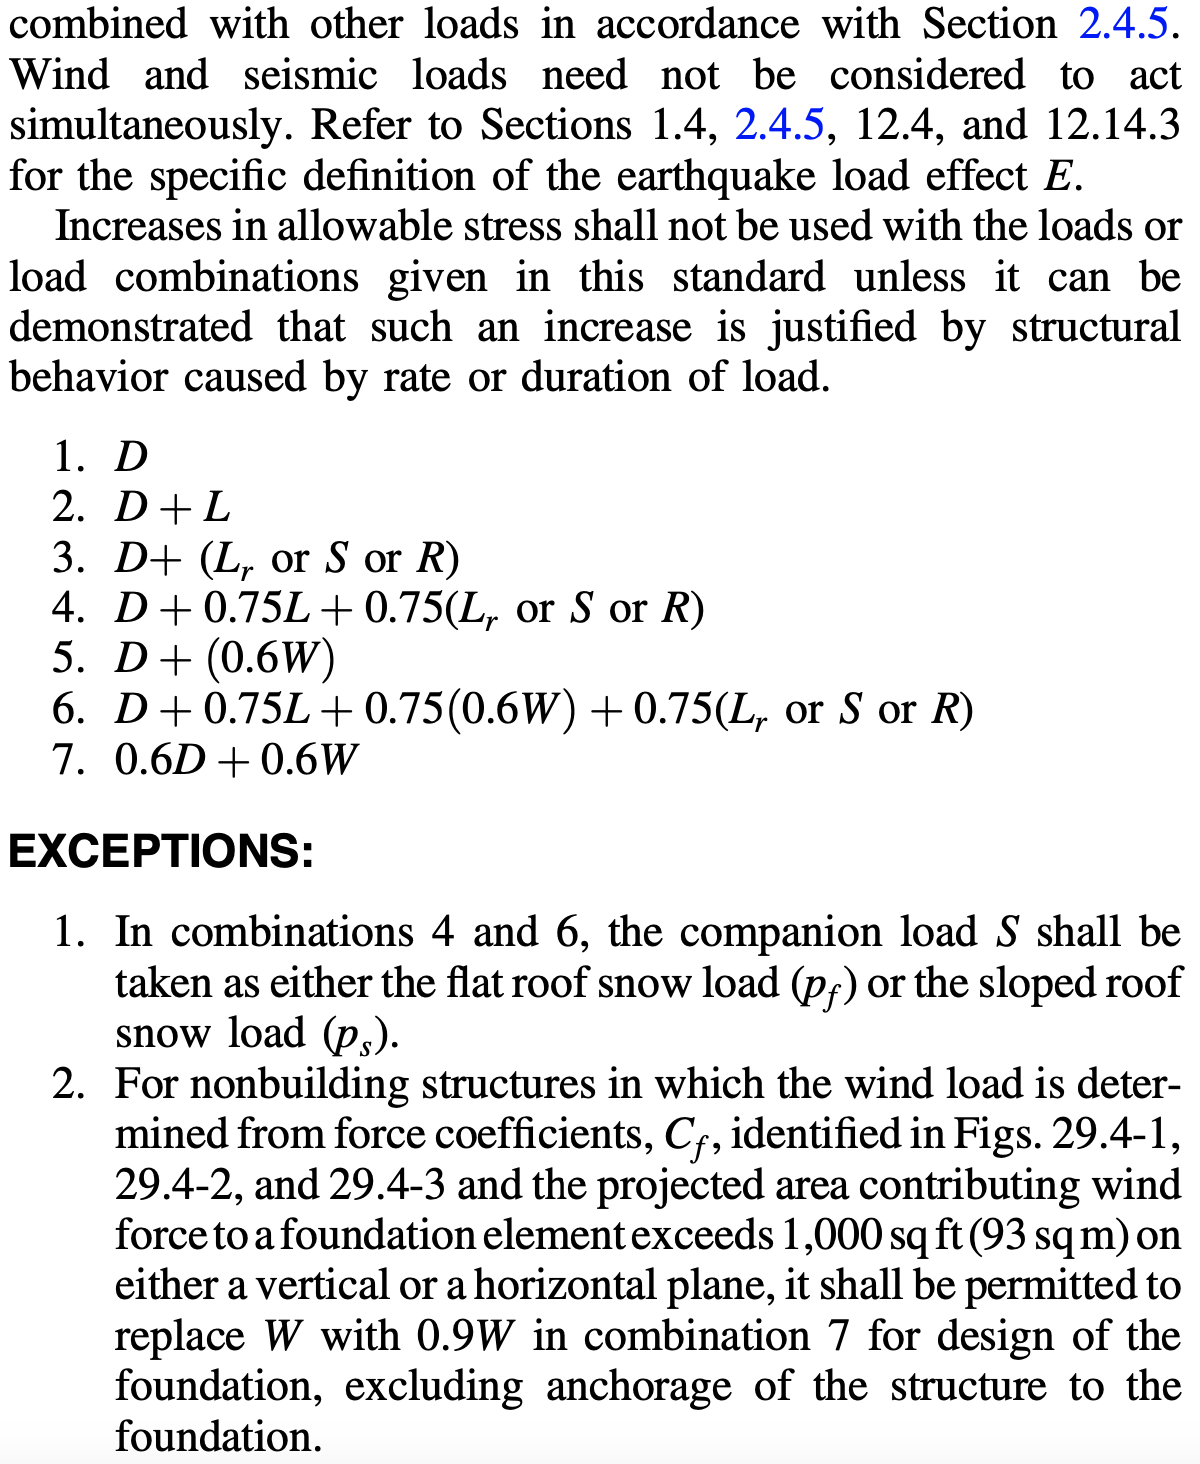 combined with other loads in accordance with Section 2.4.5.
Wind and seismic loads need not be considered to act
simultaneously. Refer to Sections 1.4, 2.4.5, 12.4, and 12.14.3
for the specific definition of the earthquake load effect E.
Increases in allowable stress shall not be used with the loads or
load combinations given in this standard unless it can be
demonstrated that such an increase is justified by structural
behavior caused by rate or duration of load.
1. D
2. D + L
3. D+ (Lᵣ or S or R)
4. D + 0.75L + 0.75(Lᵣ or S or R)
5. D + (0.6W)
6. D + 0.75L + 0.75(0.6W) + 0.75(Lᵣ or S or R)
7. 0.6D + 0.6W
EXCEPTIONS:
1. In combinations 4 and 6, the companion load S shall be
taken as either the flat roof snow load (p_f) or the sloped roof
snow load (p_s).
2. For nonbuilding structures in which the wind load is deter-
mined from force coefficients, C_f, identified in Figs. 29.4-1,
29.4-2, and 29.4-3 and the projected area contributing wind
force to a foundation element exceeds 1,000 sq ft (93 sq m) on
either a vertical or a horizontal plane, it shall be permitted to
replace W with 0.9W in combination 7 for design of the
foundation, excluding anchorage of the structure to the
foundation.